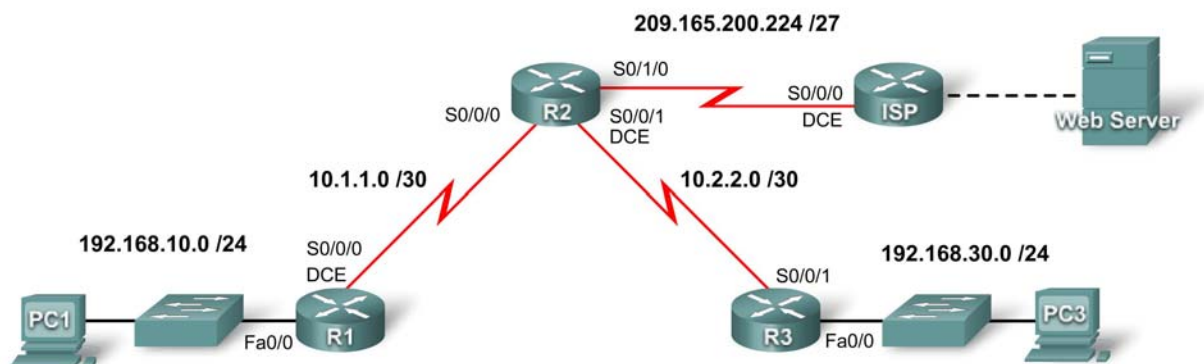 209.165.200.224 /27
S0/1/0
S0/0/0
R2
S0/0/1
DCE
S0/0/0
DCE
ISP
Web Server
10.1.1.0 /30
10.2.2.0 /30
192.168.10.0 /24
S0/0/0
DCE
S0/0/1
192.168.30.0 /24
PC1
Fa0/0
R1
R3
Fa0/0
PC3